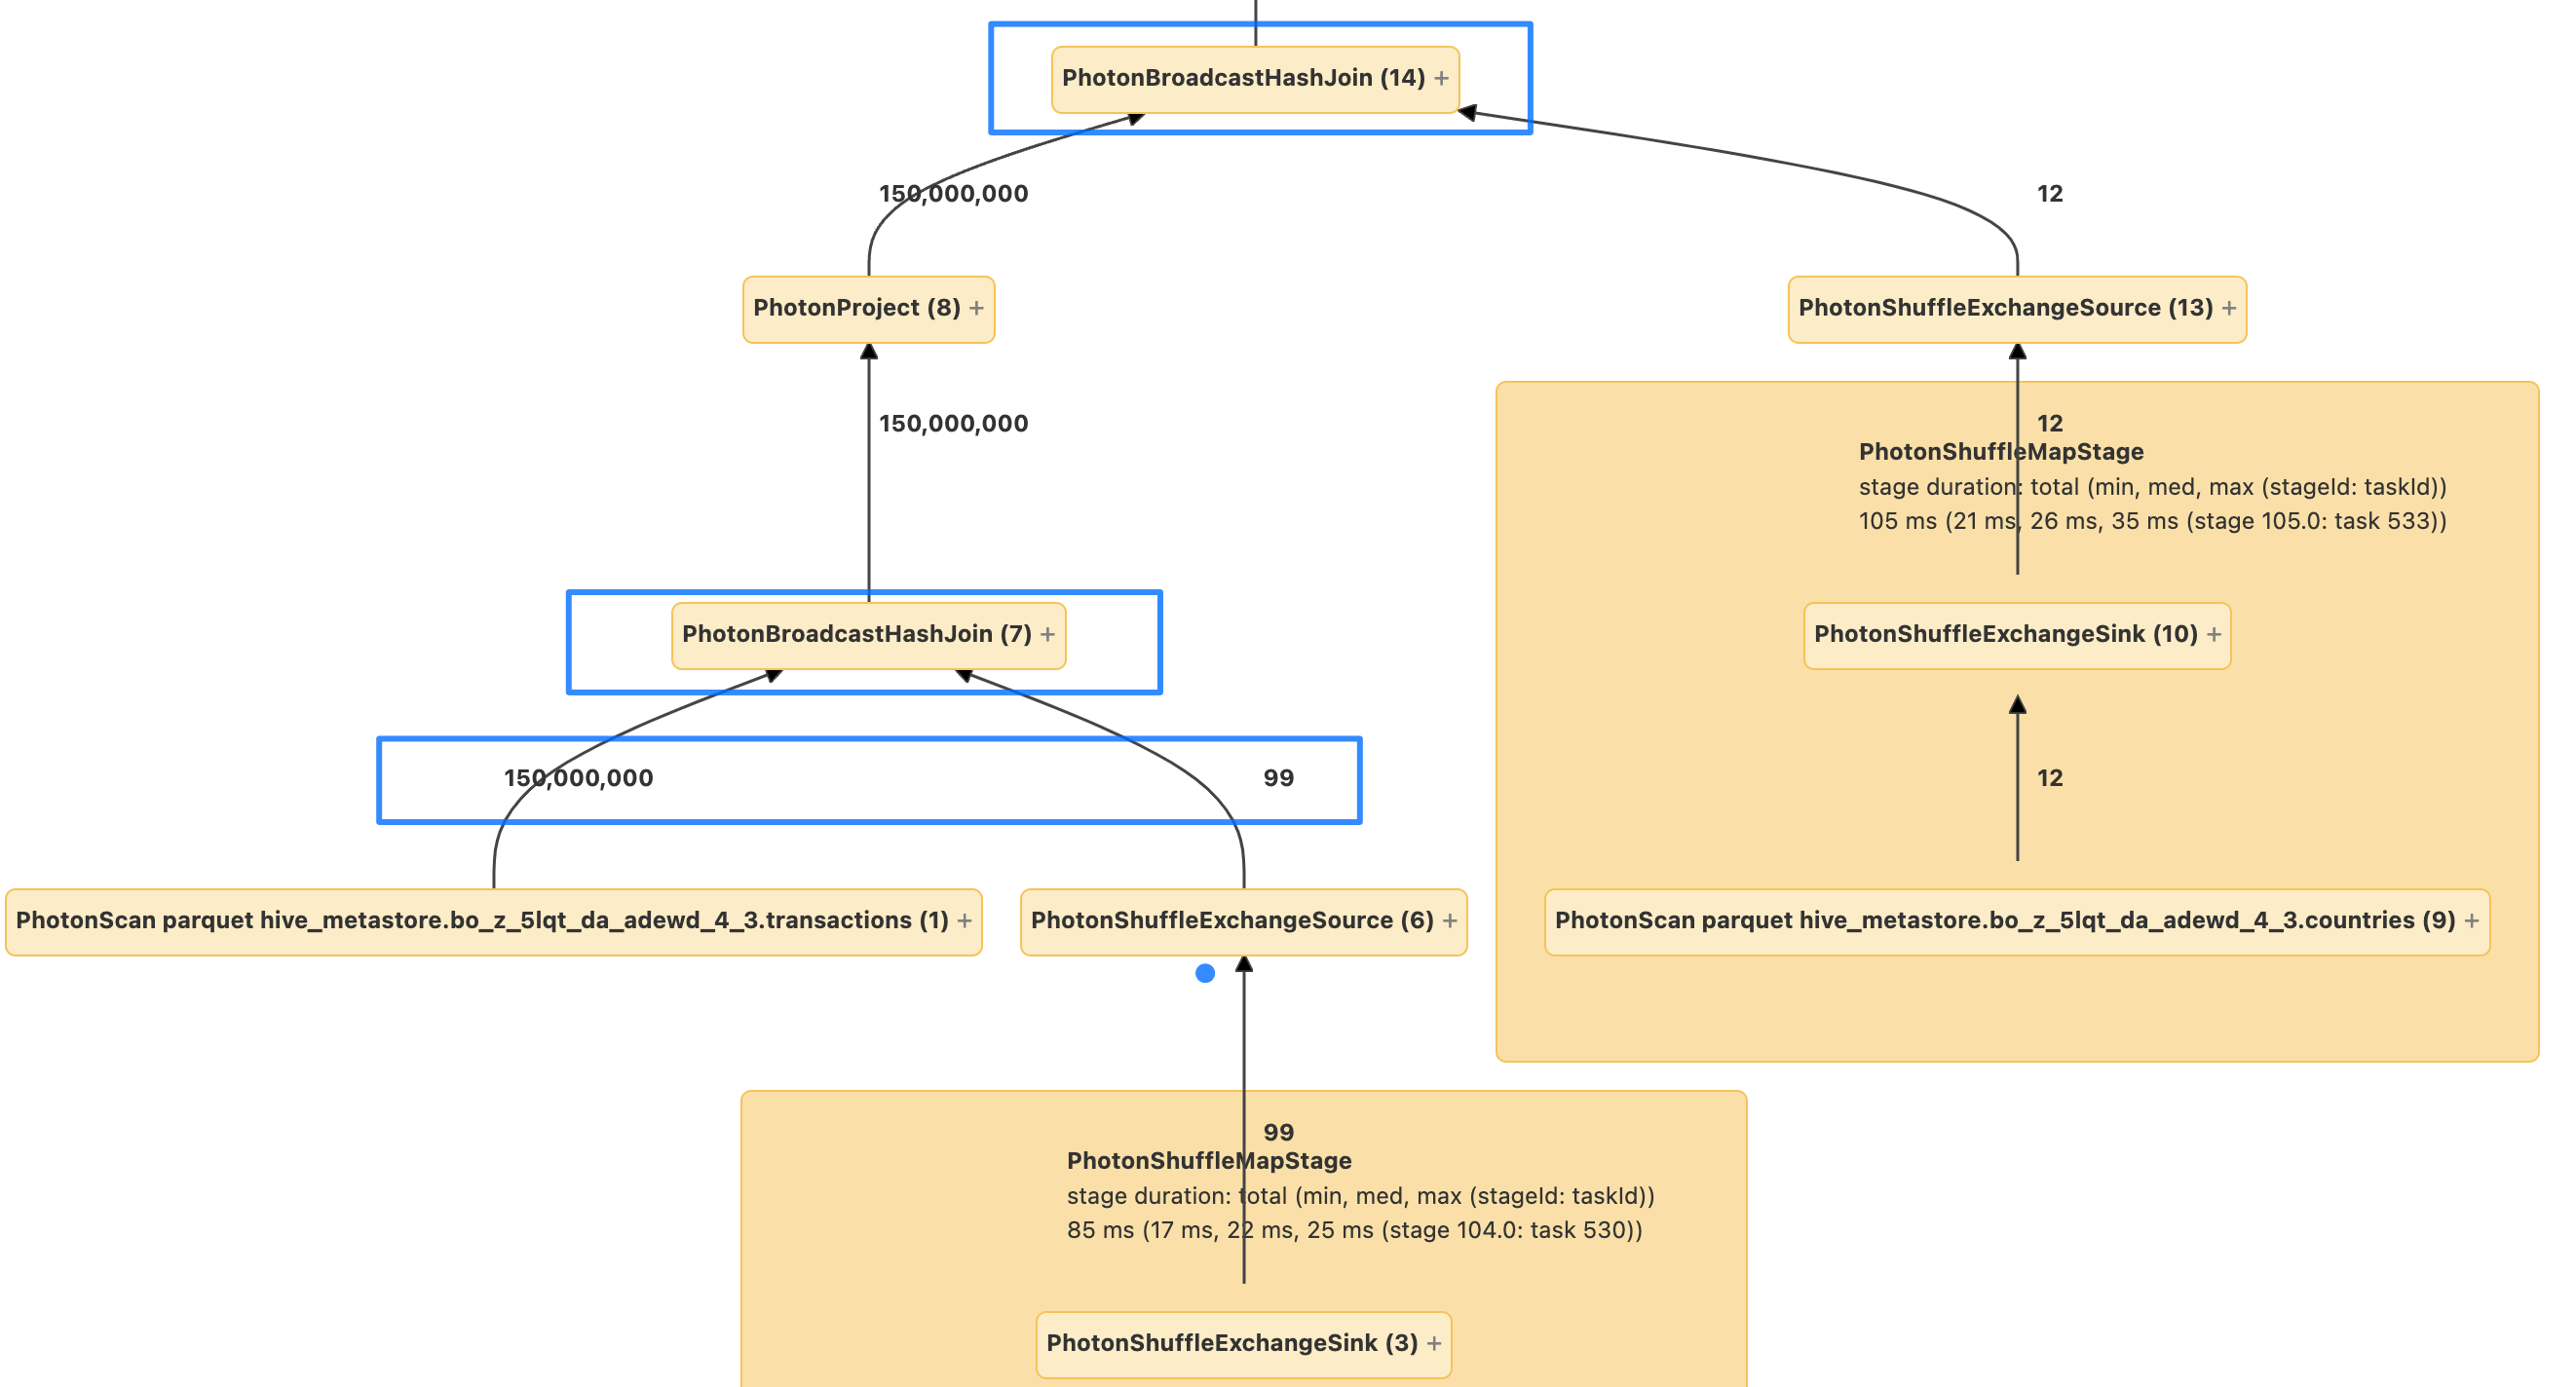 PhotonBroadcastHashJoin (14) +
150,000,000
12
PhotonProject (8) +
PhotonShuffleExchangeSource (13) +
150,000,000
12
PhotonShuffleMapStage
stage duration: total (min, med, max (stageId: taskId))
105 ms (21 ms, 26 ms, 35 ms (stage 105.0: task 533))
PhotonBroadcastHashJoin (7) +
PhotonShuffleExchangeSink (10) +
150,000,000
99
12
PhotonScan parquet hive_metastore.bo_z_5lqt_da_adewd_4_3.transactions (1) +
PhotonShuffleExchangeSource (6) +
PhotonScan parquet hive_metastore.bo_z_5lqt_da_adewd_4_3.countries (9) +
99
PhotonShuffleMapStage
stage duration: total (min, med, max (stageId: taskId))
85 ms (17 ms, 22 ms, 25 ms (stage 104.0: task 530))
PhotonShuffleExchangeSink (3) +